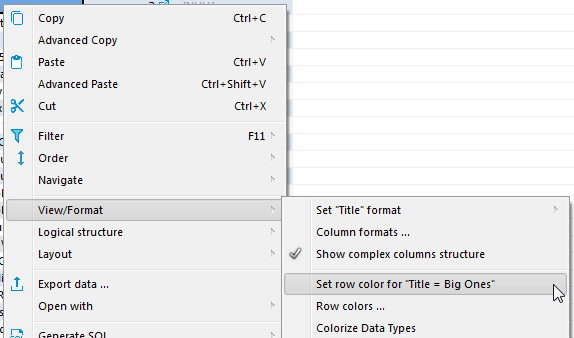 Copy Ctrl+C
Advanced Copy
Paste Ctrl+V
Advanced Paste Ctrl+Shift+V
Cut Ctrl+X
Filter F11
Order
Navigate
View/Format
Set "Title" format
Logical structure
Column formats ...
Layout
Show complex columns structure
Export data ...
Set row color for "Title = Big Ones"
Open with
Row colors ...
Generate SQL
Colorize Data Types